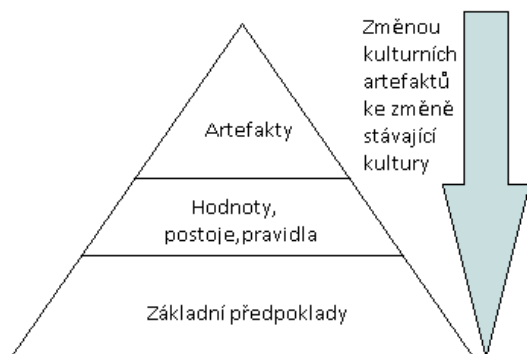 Změnou
kulturních
artefaktů
ke změně
stávající
kultury
Artefakty
Hodnoty,
postoje,pravidla
Základní předpoklady